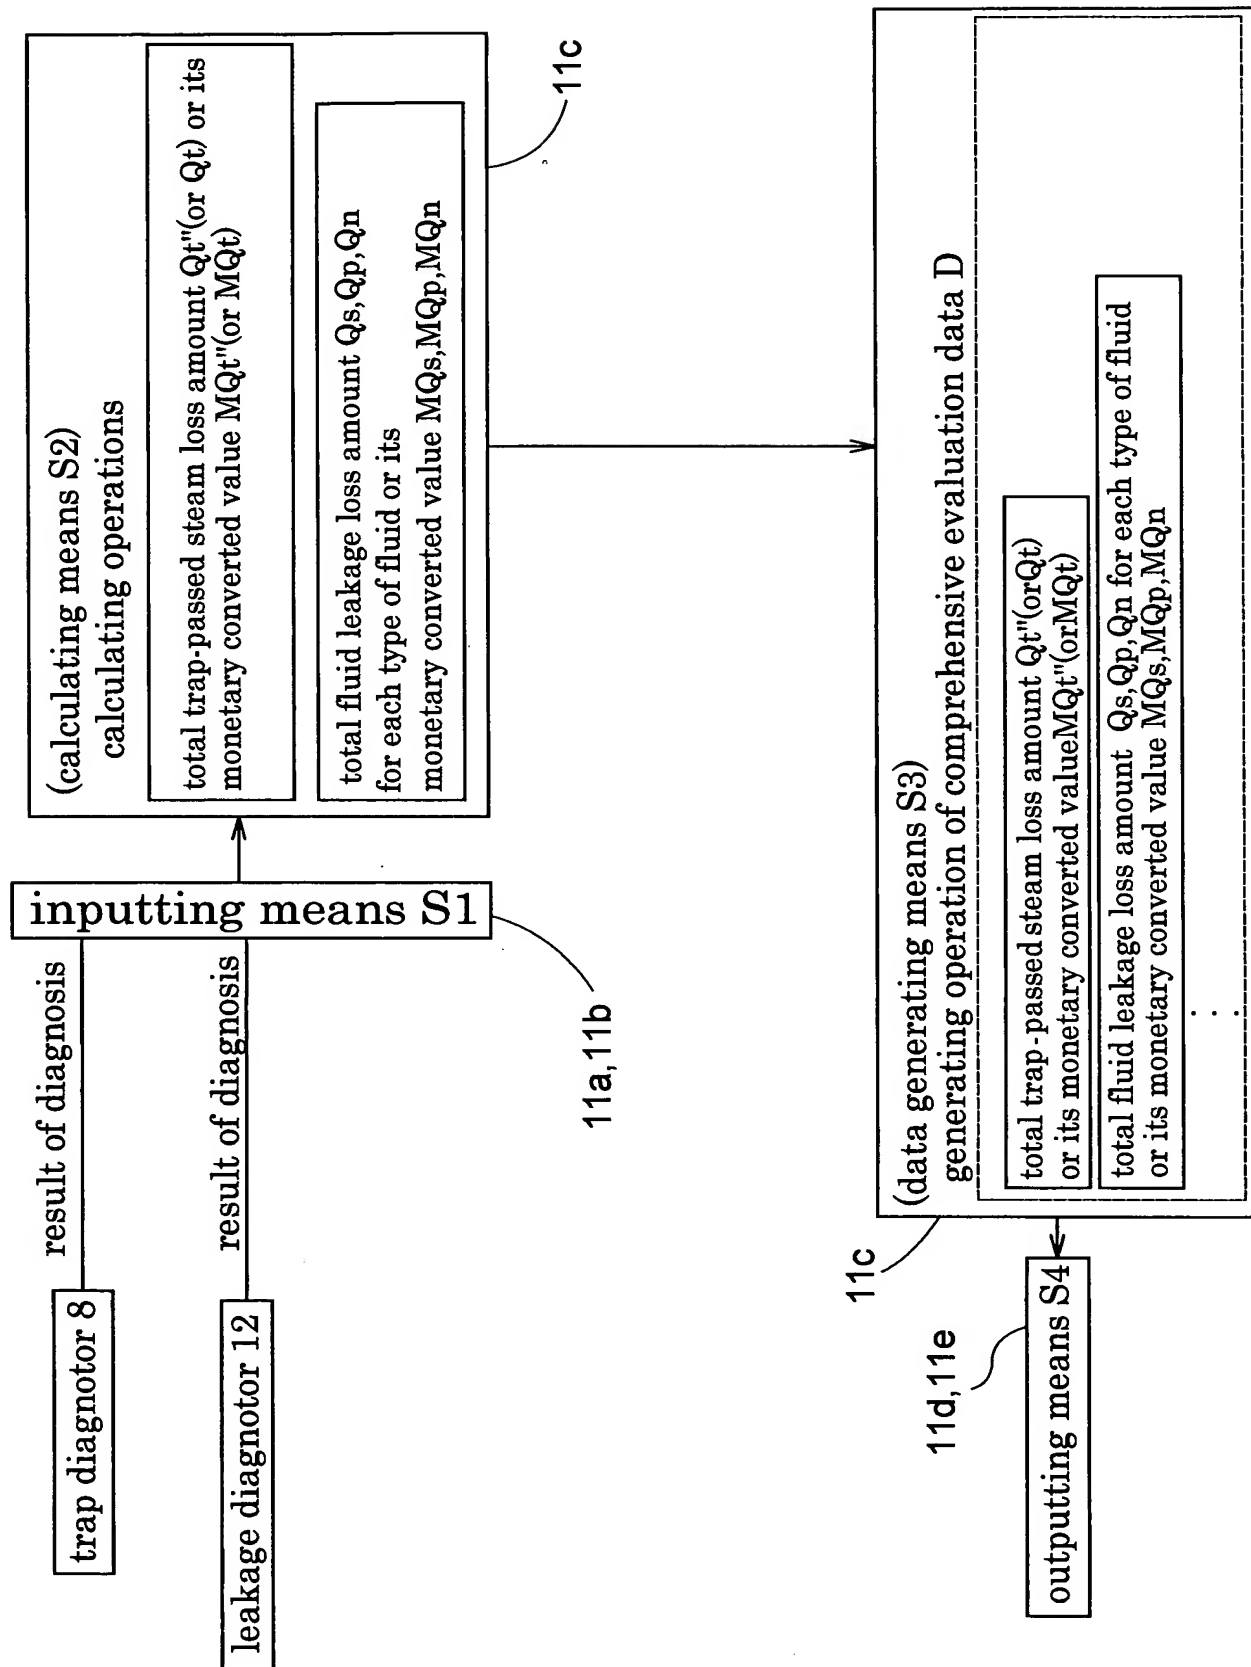 trap diagnotor 8
result of diagnosis
leakage diagnotor 12
result of diagnosis
inputting means S1
11a,11b
(calculating means S2)
calculating operations
total trap-passed steam loss amount Qt"(or Qt) or its
monetary converted value MQt"(or MQt)
total fluid leakage loss amount Qs,Qp,Qn
for each type of fluid or its
monetary converted value MQs,MQp,MQn
11c
(data generating means S3)
generating operation of comprehensive evaluation data D
total trap-passed steam loss amount Qt"(orQt)
or its monetary converted valueMQt"(orMQt)
total fluid leakage loss amount Qs,Qp,Qn for each type of fluid
or its monetary converted value MQs,MQp,MQn
. . .
11c
outputting means S4
11d,11e